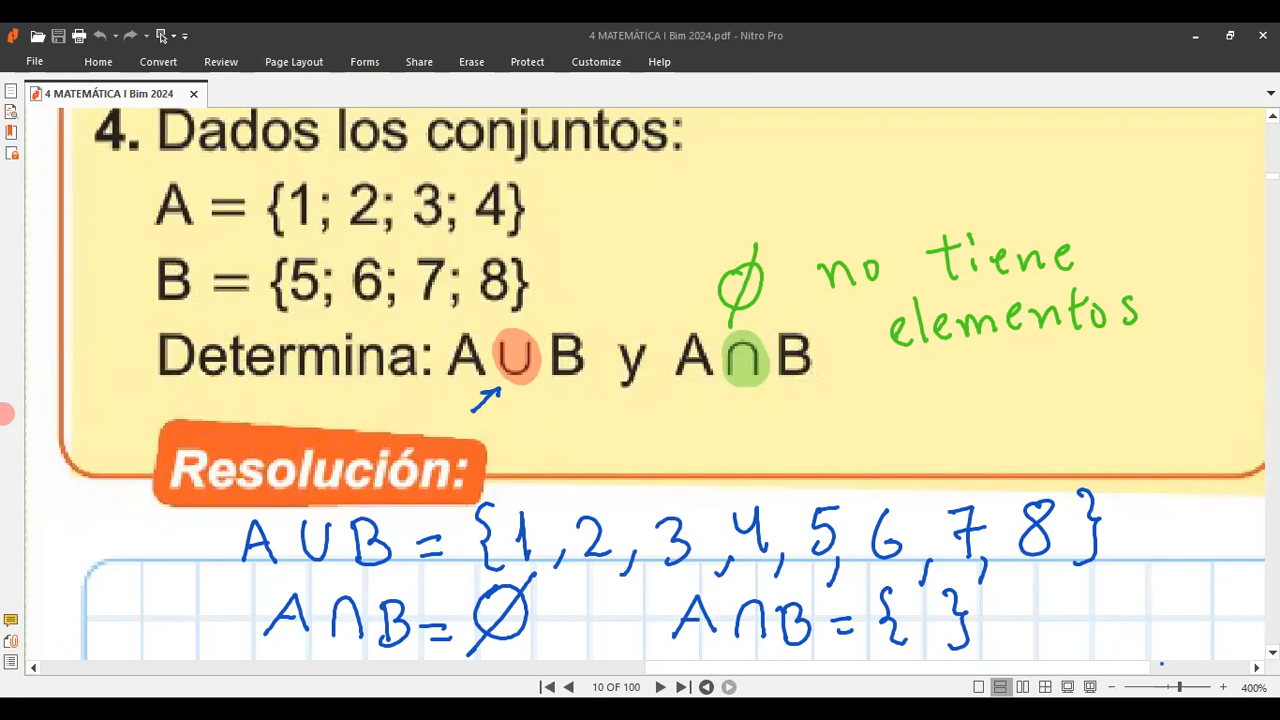 4 MATEMÁTICA I Bim 2024.pdf - Nitro Pro
File Home Convert Review Page Layout Forms Share Erase Protect Customize Help
4 MATEMÁTICA I Bim 2024
4. Dados los conjuntos:
A = {1; 2; 3; 4}
B = {5; 6; 7; 8}
∅ no tiene
elementos
Determina: A ∪ B y A ∩ B
Resolución:
A ∪ B = {1, 2, 3, 4, 5, 6, 7, 8}
A ∩ B = ∅ A ∩ B = { }
10 OF 100
400%